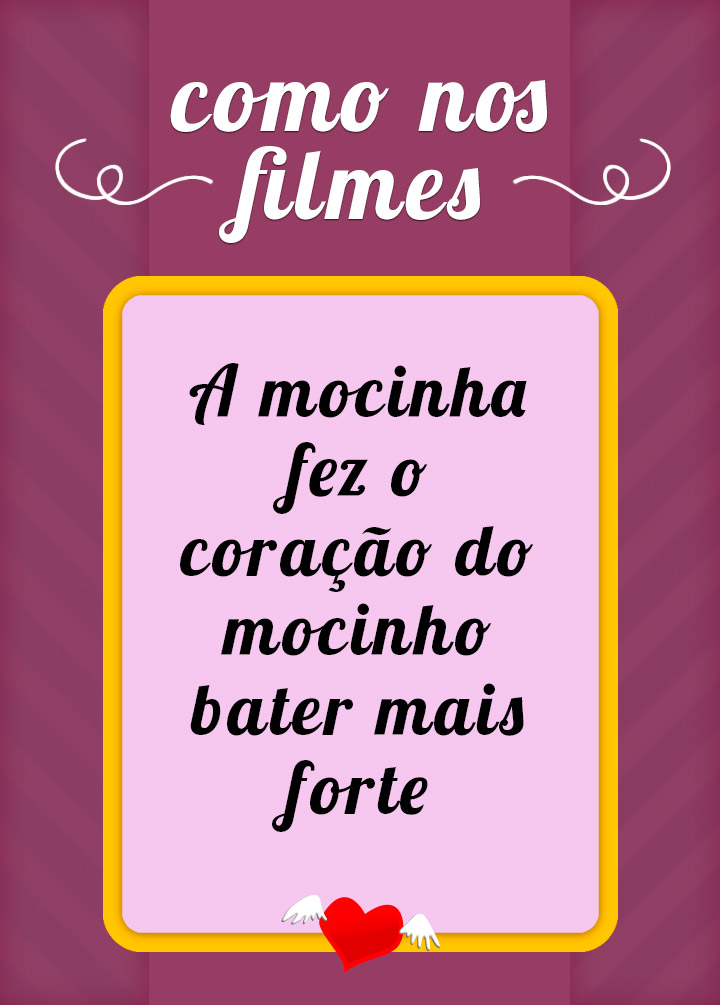 como nos
filmes
A mocinha
fez o
coração do
mocinho
bater mais
forte